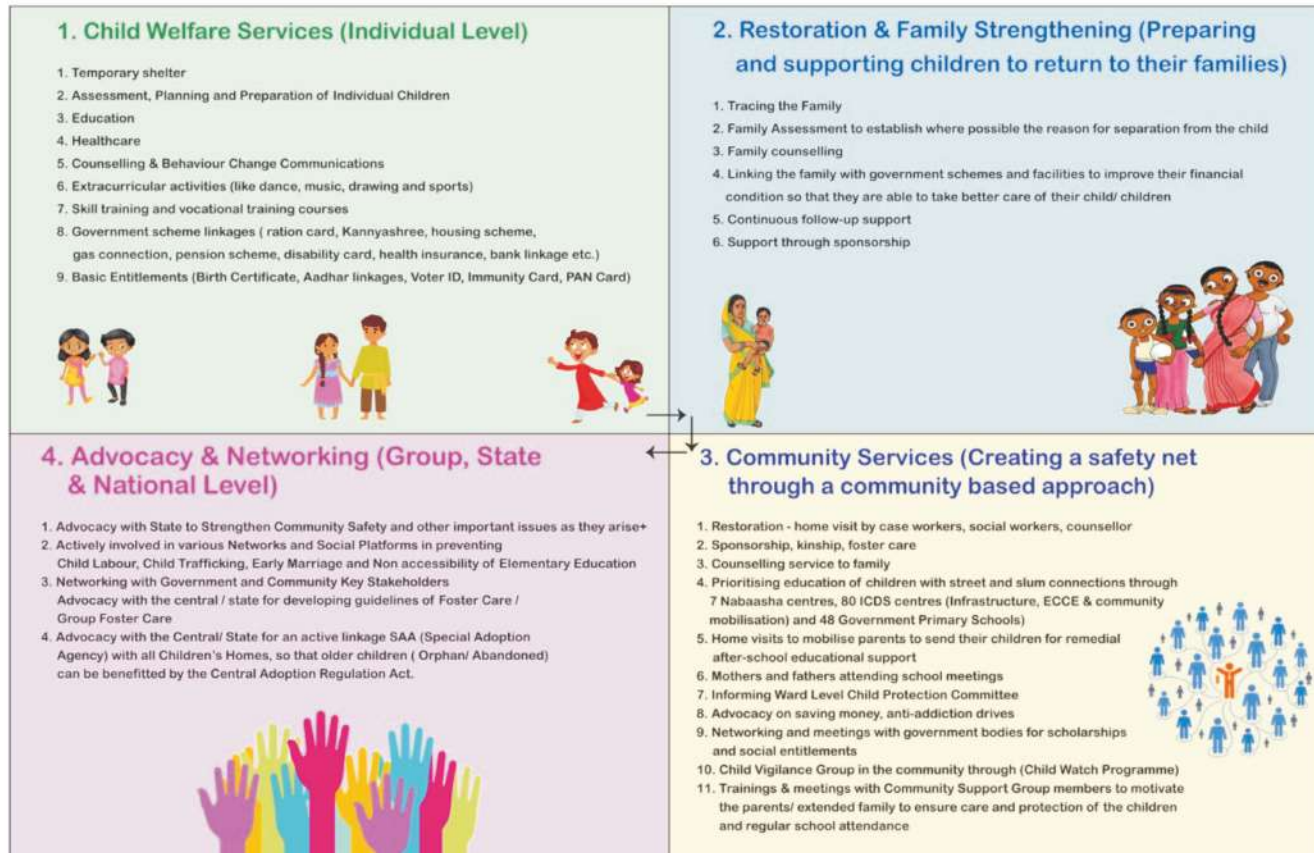 1. Child Welfare Services (Individual Level)
1. Temporary shelter
2. Assessment, Planning and Preparation of Individual Children
3. Education
4. Healthcare
5. Counselling & Behaviour Change Communications
6. Extracurricular activities (like dance, music, drawing and sports)
7. Skill training and vocational training courses
8. Government scheme linkages ( ration card, Kannyashree, housing scheme,
gas connection, pension scheme, disability card, health insurance, bank linkage etc.)
9. Basic Entitlements (Birth Certificate, Aadhar linkages, Voter ID, Immunity Card, PAN Card)
2. Restoration & Family Strengthening (Preparing
and supporting children to return to their families)
1. Tracing the Family
2. Family Assessment to establish where possible the reason for separation from the child
3. Family counselling
4. Linking the family with government schemes and facilities to improve their financial
condition so that they are able to take better care of their child/ children
5. Continuous follow-up support
6. Support through sponsorship
3. Community Services (Creating a safety net
through a community based approach)
1. Restoration - home visit by case workers, social workers, counsellor
2. Sponsorship, kinship, foster care
3. Counselling service to family
4. Prioritising education of children with street and slum connections through
7 Nabaasha centres, 80 ICDS centres (Infrastructure, ECCE & community
mobilisation) and 48 Government Primary Schools)
5. Home visits to mobilise parents to send their children for remedial
after-school educational support
6. Mothers and fathers attending school meetings
7. Informing Ward Level Child Protection Committee
8. Advocacy on saving money, anti-addiction drives
9. Networking and meetings with government bodies for scholarships
and social entitlements
10. Child Vigilance Group in the community through (Child Watch Programme)
11. Trainings & meetings with Community Support Group members to motivate
the parents/ extended family to ensure care and protection of the children
and regular school attendance
4. Advocacy & Networking (Group, State
& National Level)
1. Advocacy with State to Strengthen Community Safety and other important issues as they arise+
2. Actively involved in various Networks and Social Platforms in preventing
Child Labour, Child Trafficking, Early Marriage and Non accessibility of Elementary Education
3. Networking with Government and Community Key Stakeholders
Advocacy with the central / state for developing guidelines of Foster Care /
Group Foster Care
4. Advocacy with the Central/ State for an active linkage SAA (Special Adoption
Agency) with all Children's Homes, so that older children ( Orphan/ Abandoned)
can be benefitted by the Central Adoption Regulation Act.